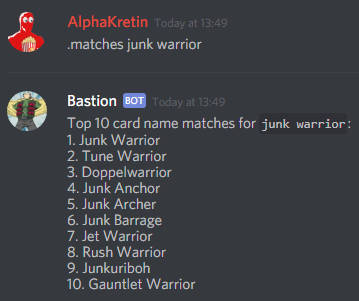 AlphaKretin Today at 13:49
.matches junk warrior
Bastion BOT Today at 13:49
Top 10 card name matches for junk warrior:
1. Junk Warrior
2. Tune Warrior
3. Doppelwarrior
4. Junk Anchor
5. Junk Archer
6. Junk Barrage
7. Jet Warrior
8. Rush Warrior
9. Junkuriboh
10. Gauntlet Warrior